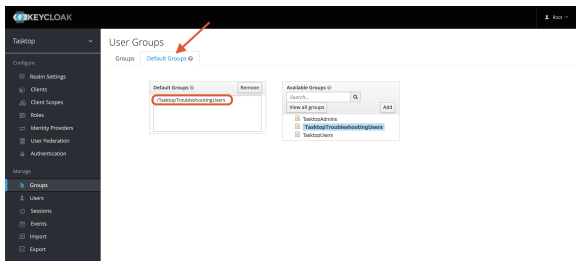 KEYCLOAK
Root
Tasktop
Configure
Realm Settings
Clients
Client Scopes
Roles
Identity Providers
User Federation
Authentication
Manage
Groups
Users
Sessions
Events
Import
Export
User Groups
Groups Default Groups
Default Groups Remove
/TasktopTroubleshootingUsers
Available Groups
Search...
View all groups Add
TasktopAdmins
TasktopTroubleshootingUsers
TasktopUsers